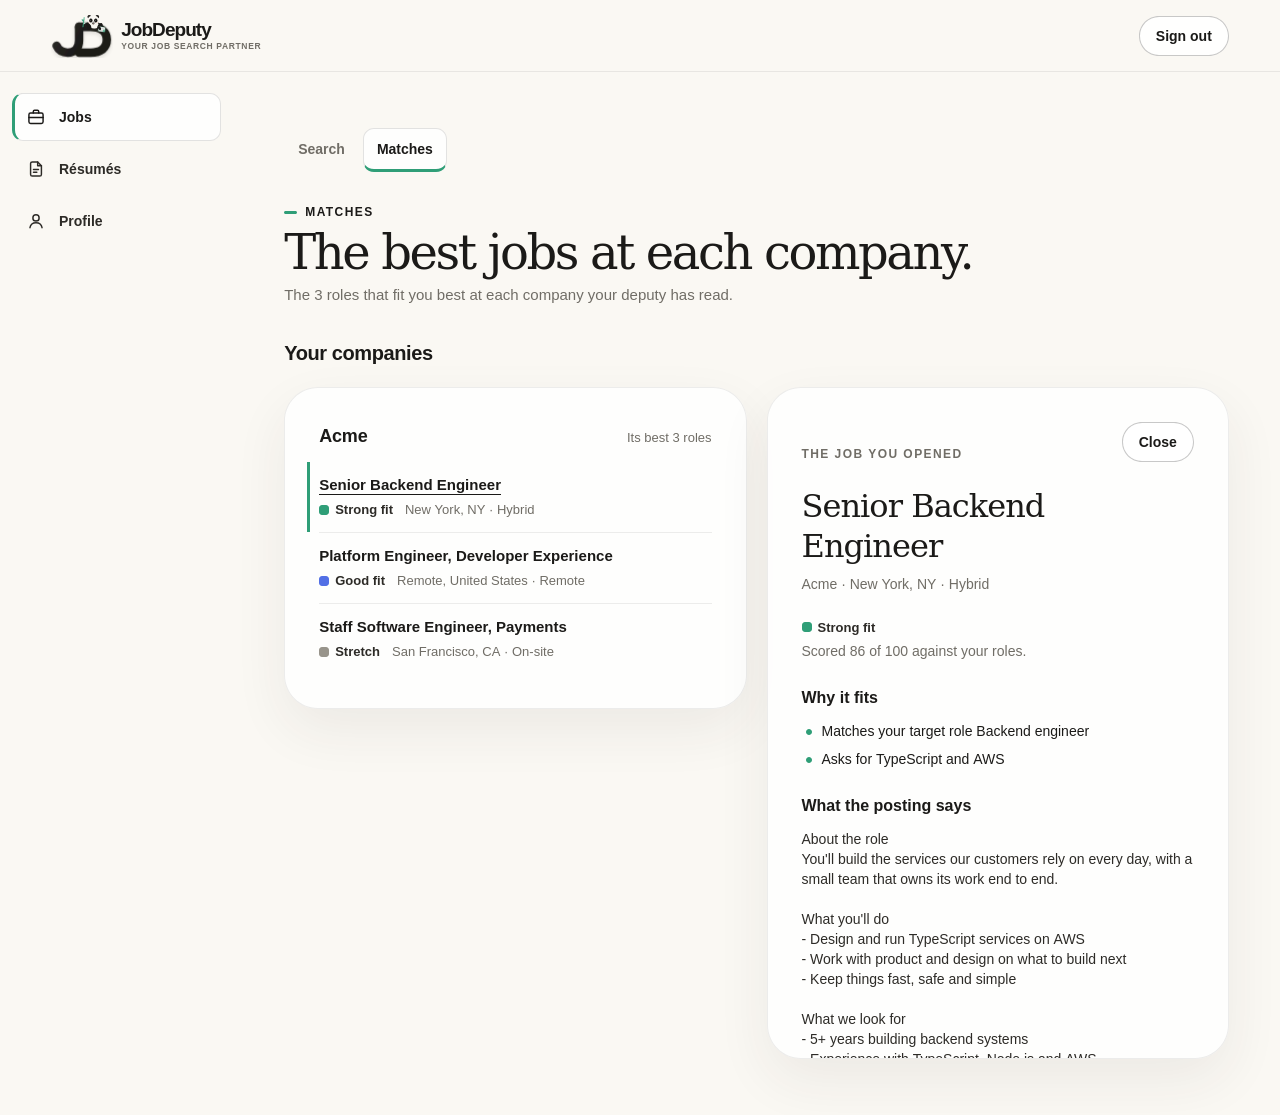 JobDeputy
YOUR JOB SEARCH PARTNER
Sign out
Jobs
Résumés
Profile
Search
Matches
MATCHES
The best jobs at each company.
The 3 roles that fit you best at each company your deputy has read.
Your companies
Acme
Its best 3 roles
Senior Backend Engineer
Strong fit New York, NY · Hybrid
Platform Engineer, Developer Experience
Good fit Remote, United States · Remote
Staff Software Engineer, Payments
Stretch San Francisco, CA · On-site
Close
THE JOB YOU OPENED
Senior Backend
Engineer
Acme · New York, NY · Hybrid
Strong fit
Scored 86 of 100 against your roles.
Why it fits
Matches your target role Backend engineer
Asks for TypeScript and AWS
What the posting says
About the role
You'll build the services our customers rely on every day, with a
small team that owns its work end to end.
What you'll do
- Design and run TypeScript services on AWS
- Work with product and design on what to build next
- Keep things fast, safe and simple
What we look for
- 5+ years building backend systems
- Experience with TypeScript, Node.js and AWS